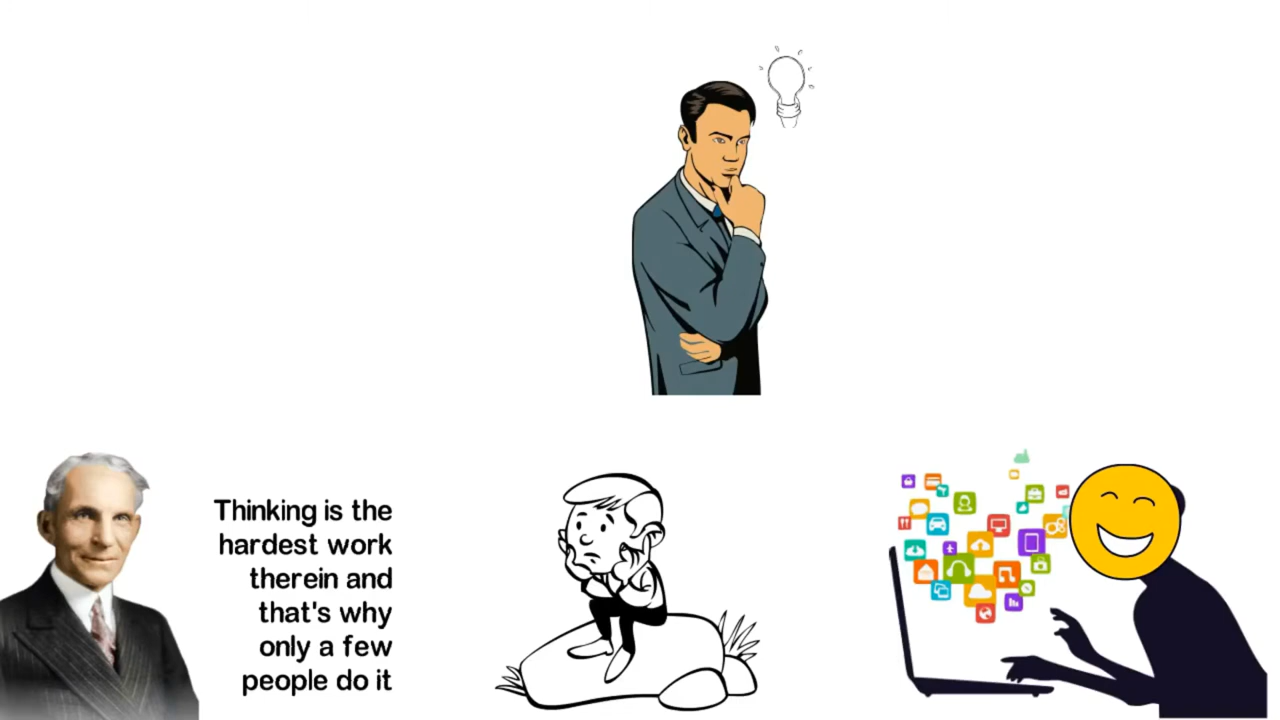 Thinking is the
hardest work
therein and
that's why
only a few
people do it